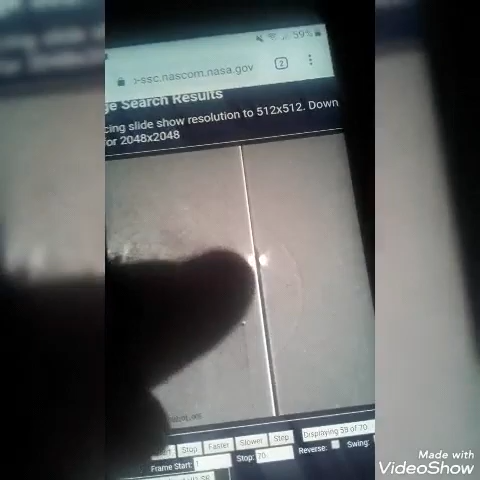 59%
-ssc.nascom.nasa.gov
2
ge Search Results
cing slide show resolution to 512x512. Down
for 2048x2048
Stop Faster Slower Step Displaying 59 of 70
Frame Start: 1 Stop: 70 Reverse: Swing:
Made with
VideoShow